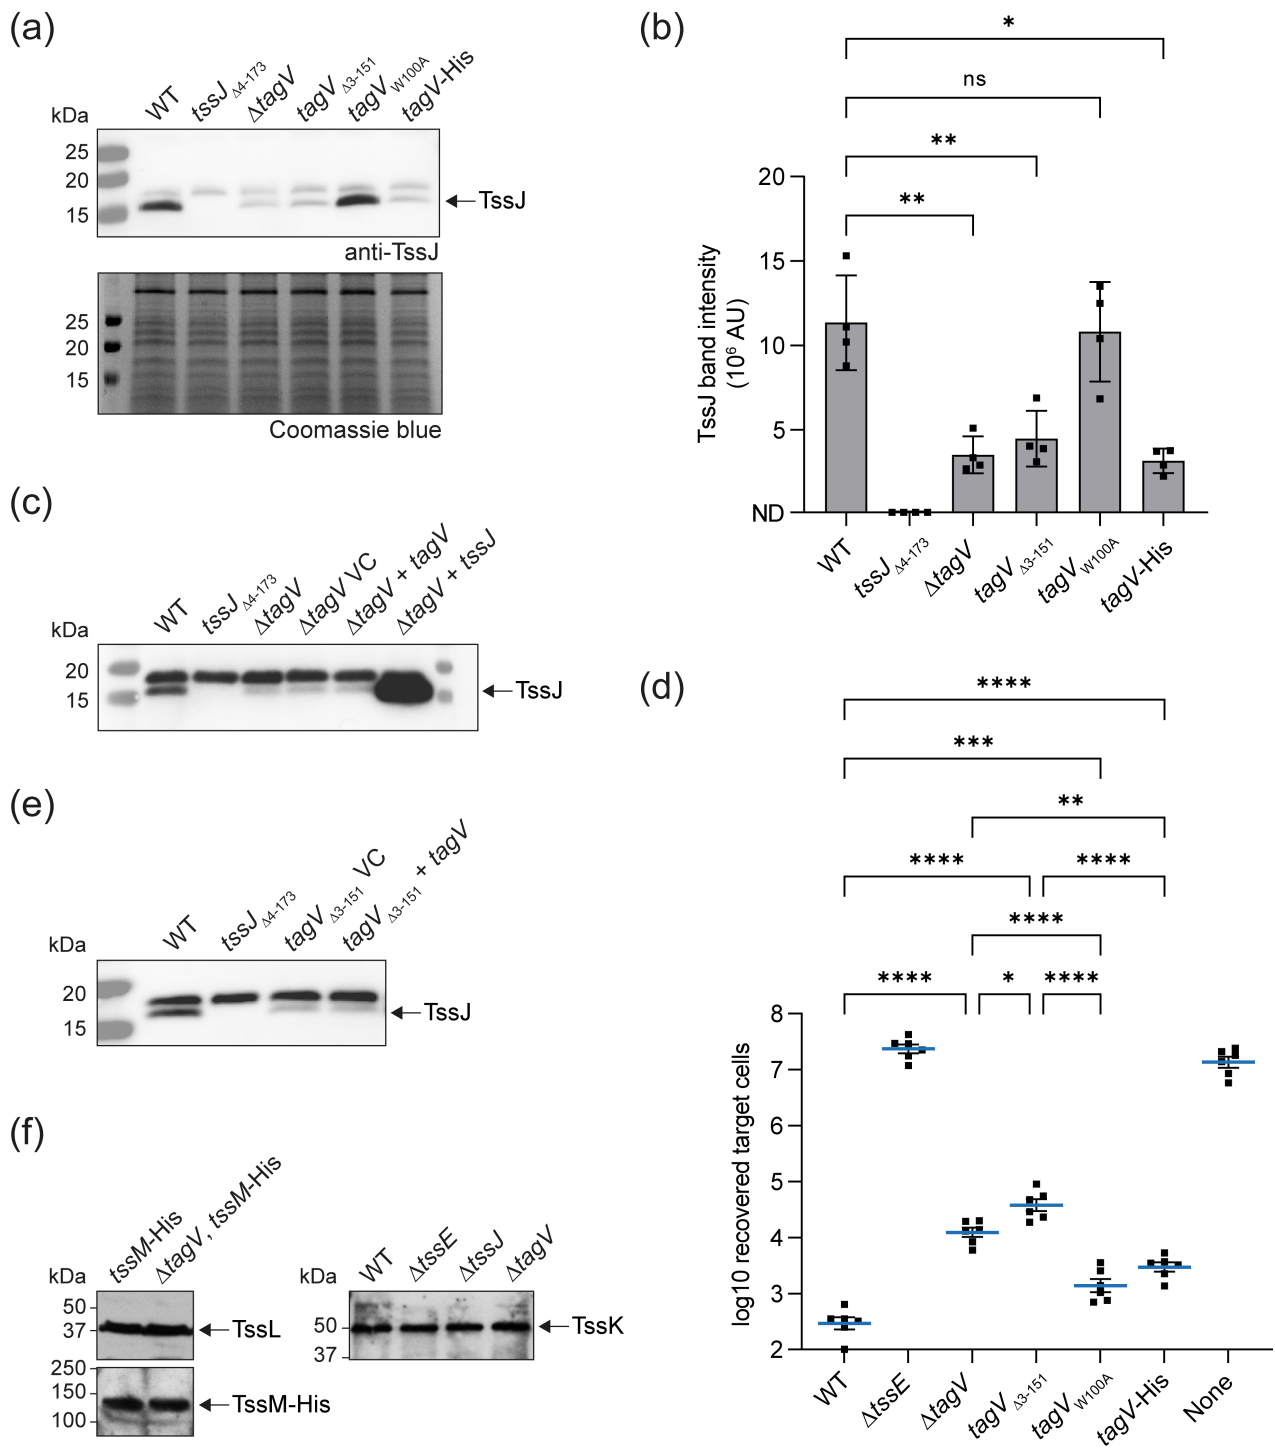 (a)
WT
tssJ Δ4-173
ΔtagV
tagV Δ3-151
tagV W100A
tagV-His
kDa
25
20
15
TssJ
anti-TssJ
25
20
15
Coomassie blue
(b)
*
ns
**
**
TssJ band intensity
(10⁶ AU)
20
15
10
5
ND
WT
tssJ Δ4-173
ΔtagV
tagV Δ3-151
tagV W100A
tagV-His
(c)
WT
tssJ Δ4-173
ΔtagV
ΔtagV VC
ΔtagV + tagV
ΔtagV + tssJ
kDa
20
15
TssJ
(d)
****
***
**
**** ****
****
**** * ****
log10 recovered target cells
8
7
6
5
4
3
2
WT
ΔtssE
ΔtagV
tagV Δ3-151
tagV W100A
tagV-His
None
(e)
WT
tssJ Δ4-173
tagV Δ3-151 VC
tagV Δ3-151 + tagV
kDa
20
15
TssJ
(f)
tssM-His
ΔtagV, tssM-His
kDa
50
37
TssL
250
150
100
TssM-His
WT
ΔtssE
ΔtssJ
ΔtagV
kDa
50
37
TssK